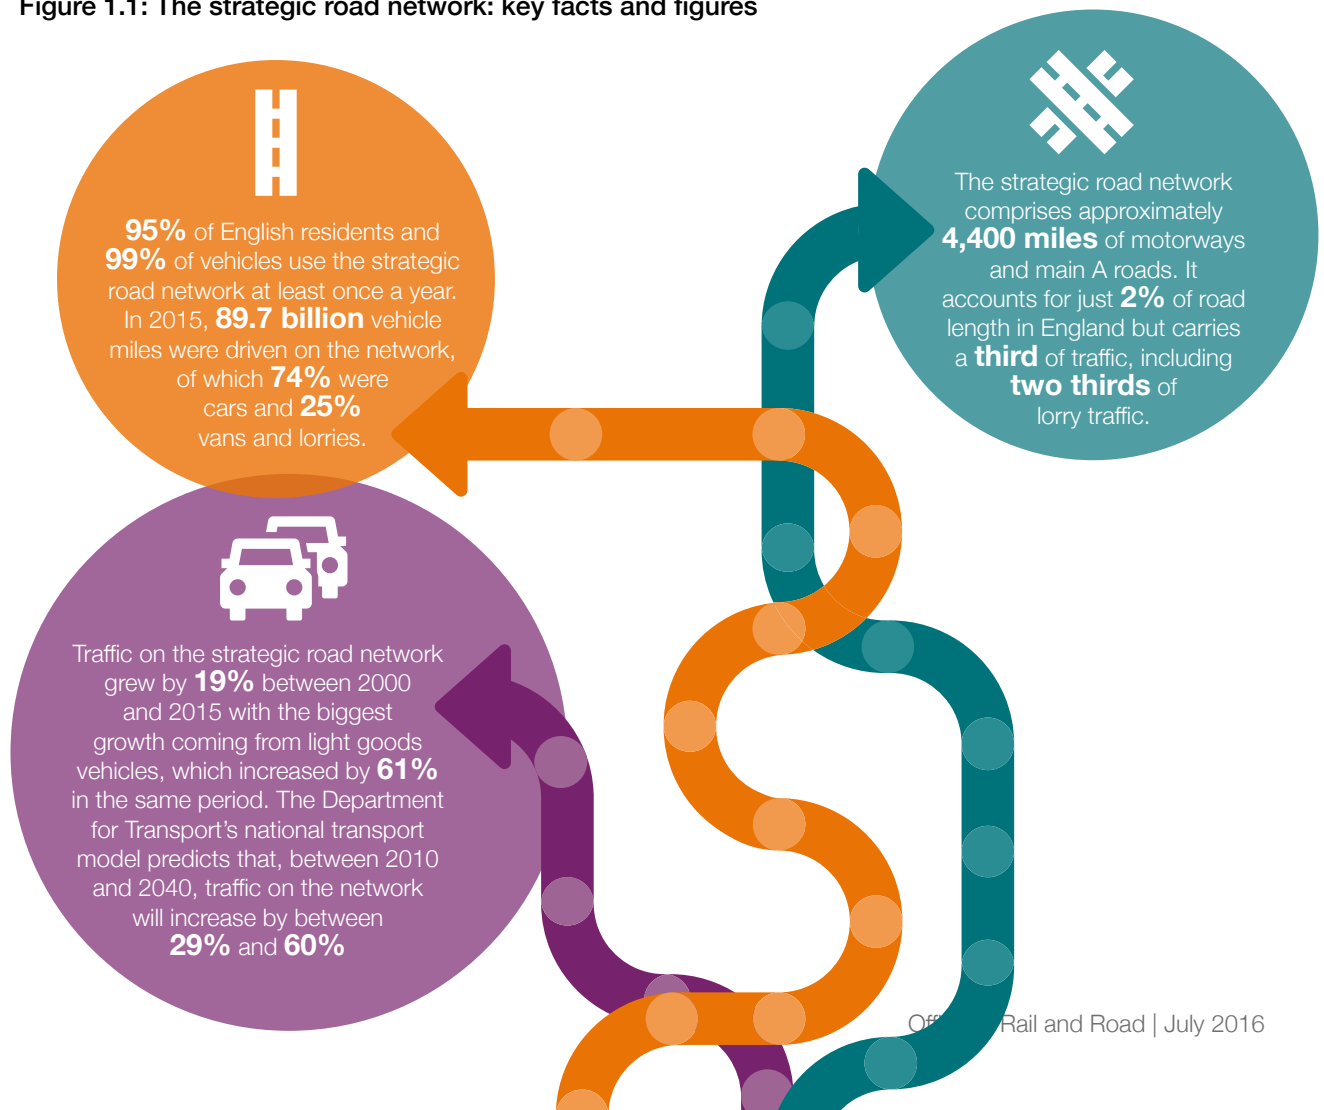 Figure 1.1: The strategic road network: key facts and figures
95% of English residents and
99% of vehicles use the strategic
road network at least once a year.
In 2015, 89.7 billion vehicle
miles were driven on the network,
of which 74% were
cars and 25%
vans and lorries.
The strategic road network
comprises approximately
4,400 miles of motorways
and main A roads. It
accounts for just 2% of road
length in England but carries
a third of traffic, including
two thirds of
lorry traffic.
Traffic on the strategic road network
grew by 19% between 2000
and 2015 with the biggest
growth coming from light goods
vehicles, which increased by 61%
in the same period. The Department
for Transport’s national transport
model predicts that, between 2010
and 2040, traffic on the network
will increase by between
29% and 60%
Rail and Road | July 2016